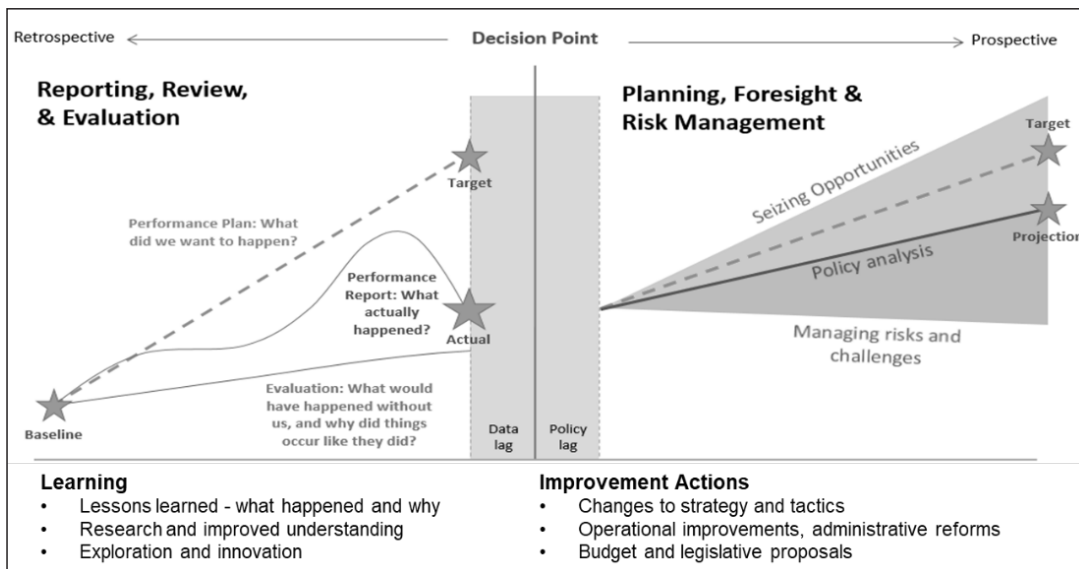 Retrospective
Decision Point
Prospective
Reporting, Review,
& Evaluation
Planning, Foresight &
Risk Management
Target
Target
Seizing Opportunities
Performance Plan: What
did we want to happen?
Projection
Policy analysis
Performance
Report: What
actually
happened?
Actual
Managing risks and
challenges
Evaluation: What would
have happened without
us, and why did things
occur like they did?
Baseline
Data
lag
Policy
lag
Learning
• Lessons learned - what happened and why
• Research and improved understanding
• Exploration and innovation
Improvement Actions
• Changes to strategy and tactics
• Operational improvements, administrative reforms
• Budget and legislative proposals